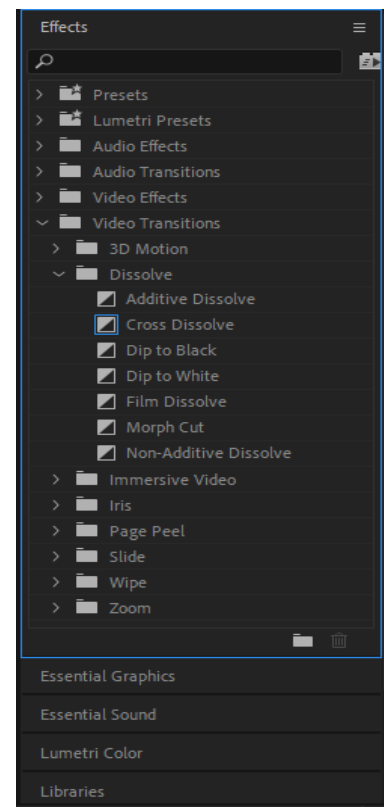 Effects
Presets
Lumetri Presets
Audio Effects
Audio Transitions
Video Effects
Video Transitions
3D Motion
Dissolve
Additive Dissolve
Cross Dissolve
Dip to Black
Dip to White
Film Dissolve
Morph Cut
Non-Additive Dissolve
Immersive Video
Iris
Page Peel
Slide
Wipe
Zoom
Essential Graphics
Essential Sound
Lumetri Color
Libraries